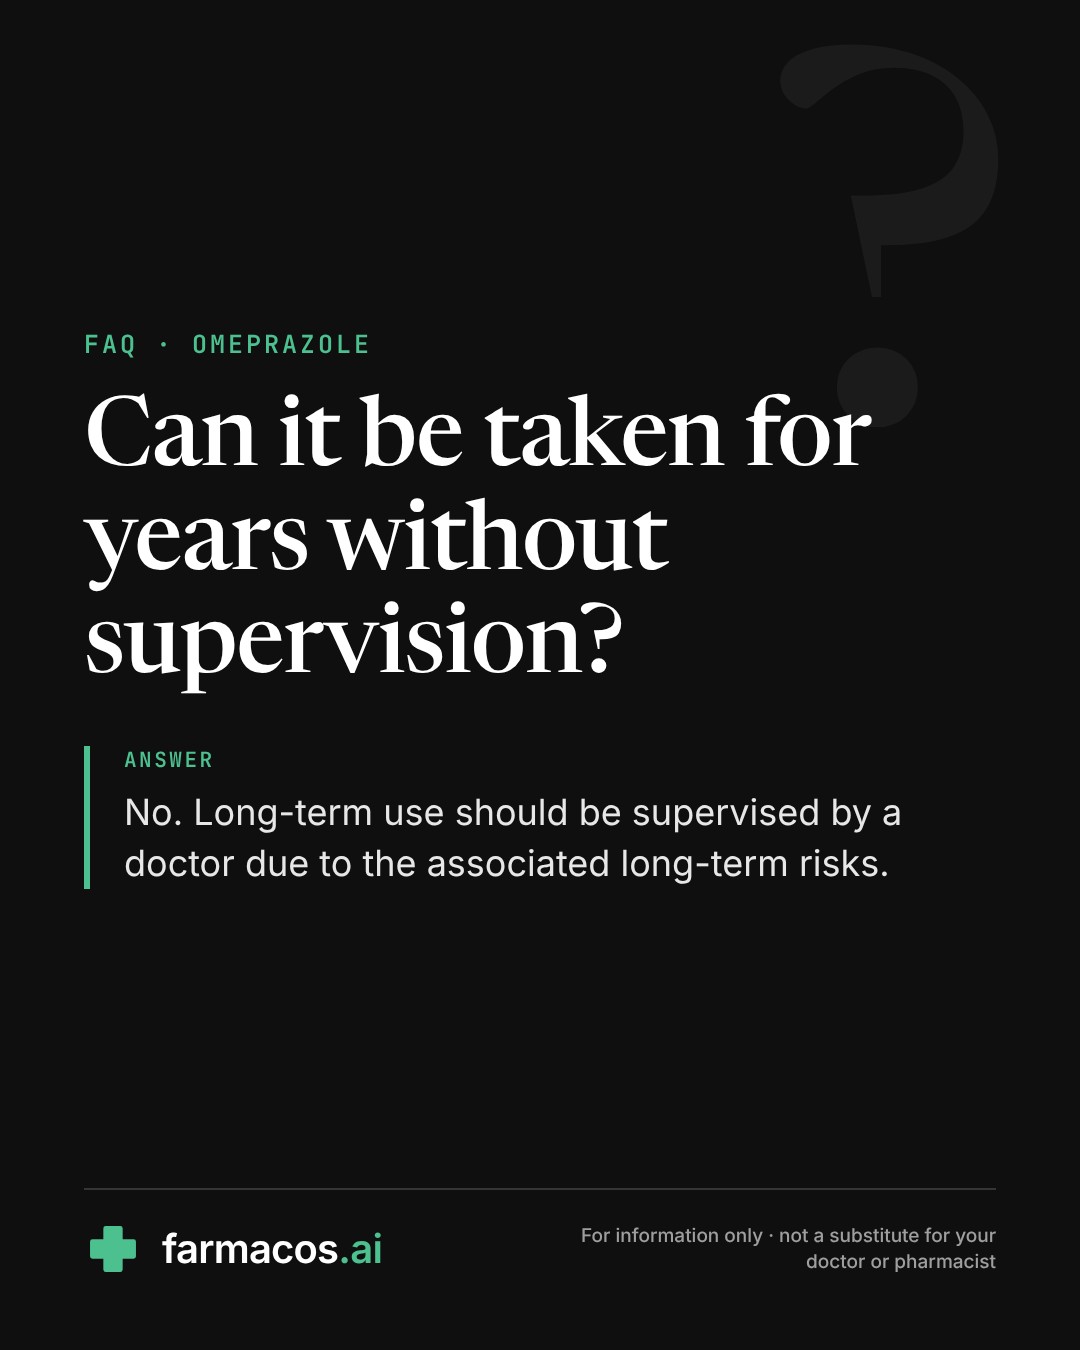 FAQ · OMEPRAZOLE
Can it be taken for
years without
supervision?
ANSWER
No. Long-term use should be supervised by a
doctor due to the associated long-term risks.
farmacos.ai
For information only · not a substitute for your
doctor or pharmacist